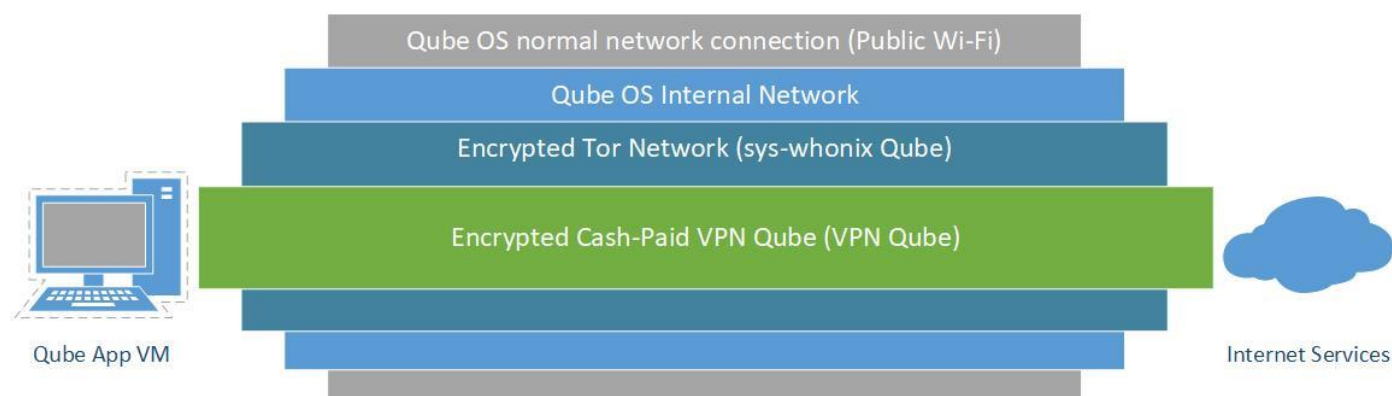 Qube OS normal network connection (Public Wi-Fi)
Qube OS Internal Network
Encrypted Tor Network (sys-whonix Qube)
Encrypted Cash-Paid VPN Qube (VPN Qube)
Qube App VM
Internet Services